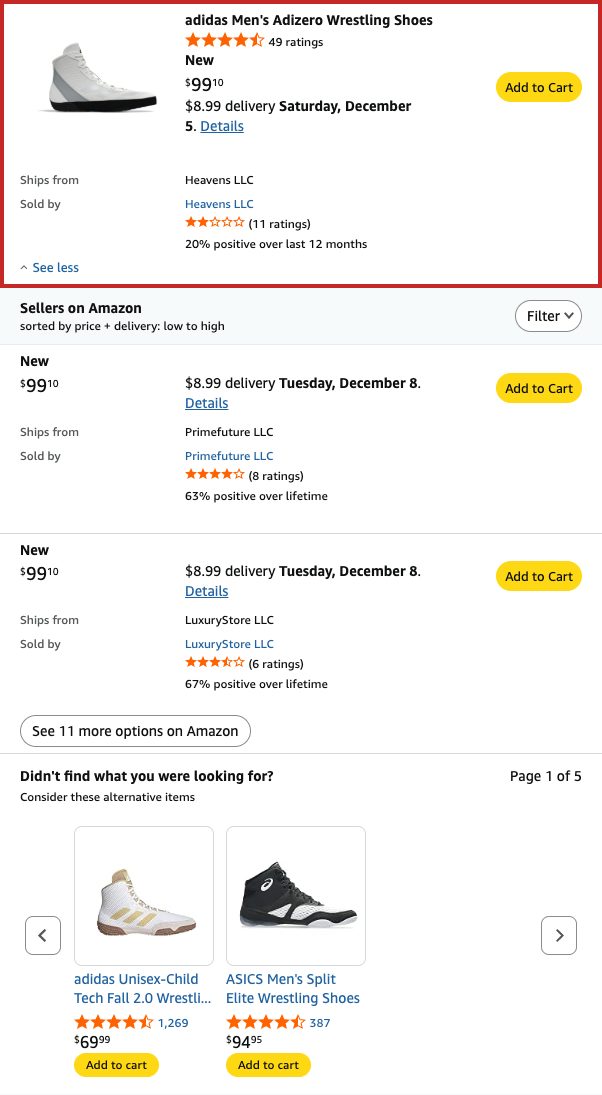 adidas Men's Adizero Wrestling Shoes
49 ratings
New
$9910
$8.99 delivery Saturday, December
5. Details
Add to Cart
Ships from
Heavens LLC
Sold by
Heavens LLC
(11 ratings)
20% positive over last 12 months
See less
Sellers on Amazon
sorted by price + delivery: low to high
Filter
New
$9910
$8.99 delivery Tuesday, December 8.
Details
Add to Cart
Ships from
Primefuture LLC
Sold by
Primefuture LLC
(8 ratings)
63% positive over lifetime
New
$9910
$8.99 delivery Tuesday, December 8.
Details
Add to Cart
Ships from
LuxuryStore LLC
Sold by
LuxuryStore LLC
(6 ratings)
67% positive over lifetime
See 11 more options on Amazon
Didn't find what you were looking for?
Page 1 of 5
Consider these alternative items
adidas Unisex-Child
Tech Fall 2.0 Wrestli...
1,269
$6999
Add to cart
ASICS Men's Split
Elite Wrestling Shoes
387
$9495
Add to cart